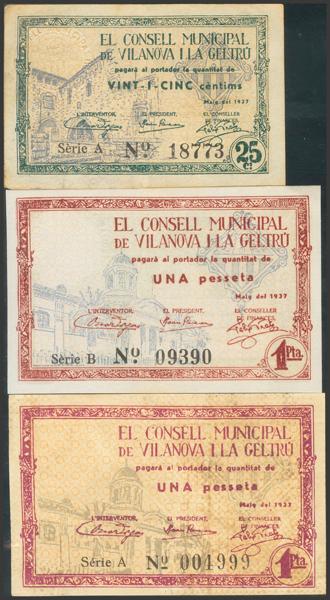 EL CONSELL MUNICIPAL
DE VILANOVA I LA GELTRÚ
pagarà al portador la quantitat de
VINT-I-CINC cèntims
Maig del 1937
L'INTERVENTOR, EL PRESIDENT, EL CONSELLER
DE FINANCES,
Sèrie A Nº 18773 25 Ct
EL CONSELL MUNICIPAL
DE VILANOVA I LA GELTRÚ
pagarà al portador la quantitat de
UNA pesseta
Maig del 1937
L'INTERVENTOR, EL PRESIDENT, EL CONSELLER
DE FINANCES,
Sèrie B Nº 09390 1 Pta.
EL CONSELL MUNICIPAL
DE VILANOVA I LA GELTRÚ
pagarà al portador la quantitat de
UNA pesseta
Maig del 1937
L'INTERVENTOR, EL PRESIDENT, EL CONSELLER
DE FINANCES,
Sèrie A Nº 004999 1 Pta.